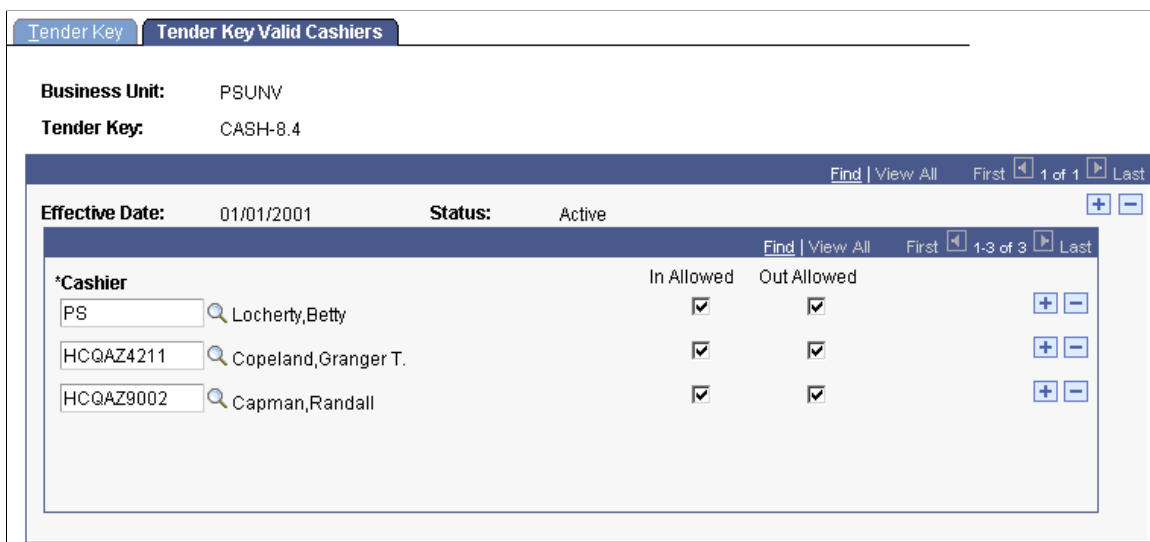 Tender Key Tender Key Valid Cashiers
Business Unit: PSUNV
Tender Key: CASH-8.4
Find | View All First 1 of 1 Last
Effective Date: 01/01/2001 Status: Active
Find | View All First 1-3 of 3 Last
*Cashier In Allowed Out Allowed
PS Locherty,Betty
HCQAZ4211 Copeland,Granger T.
HCQAZ9002 Capman,Randall